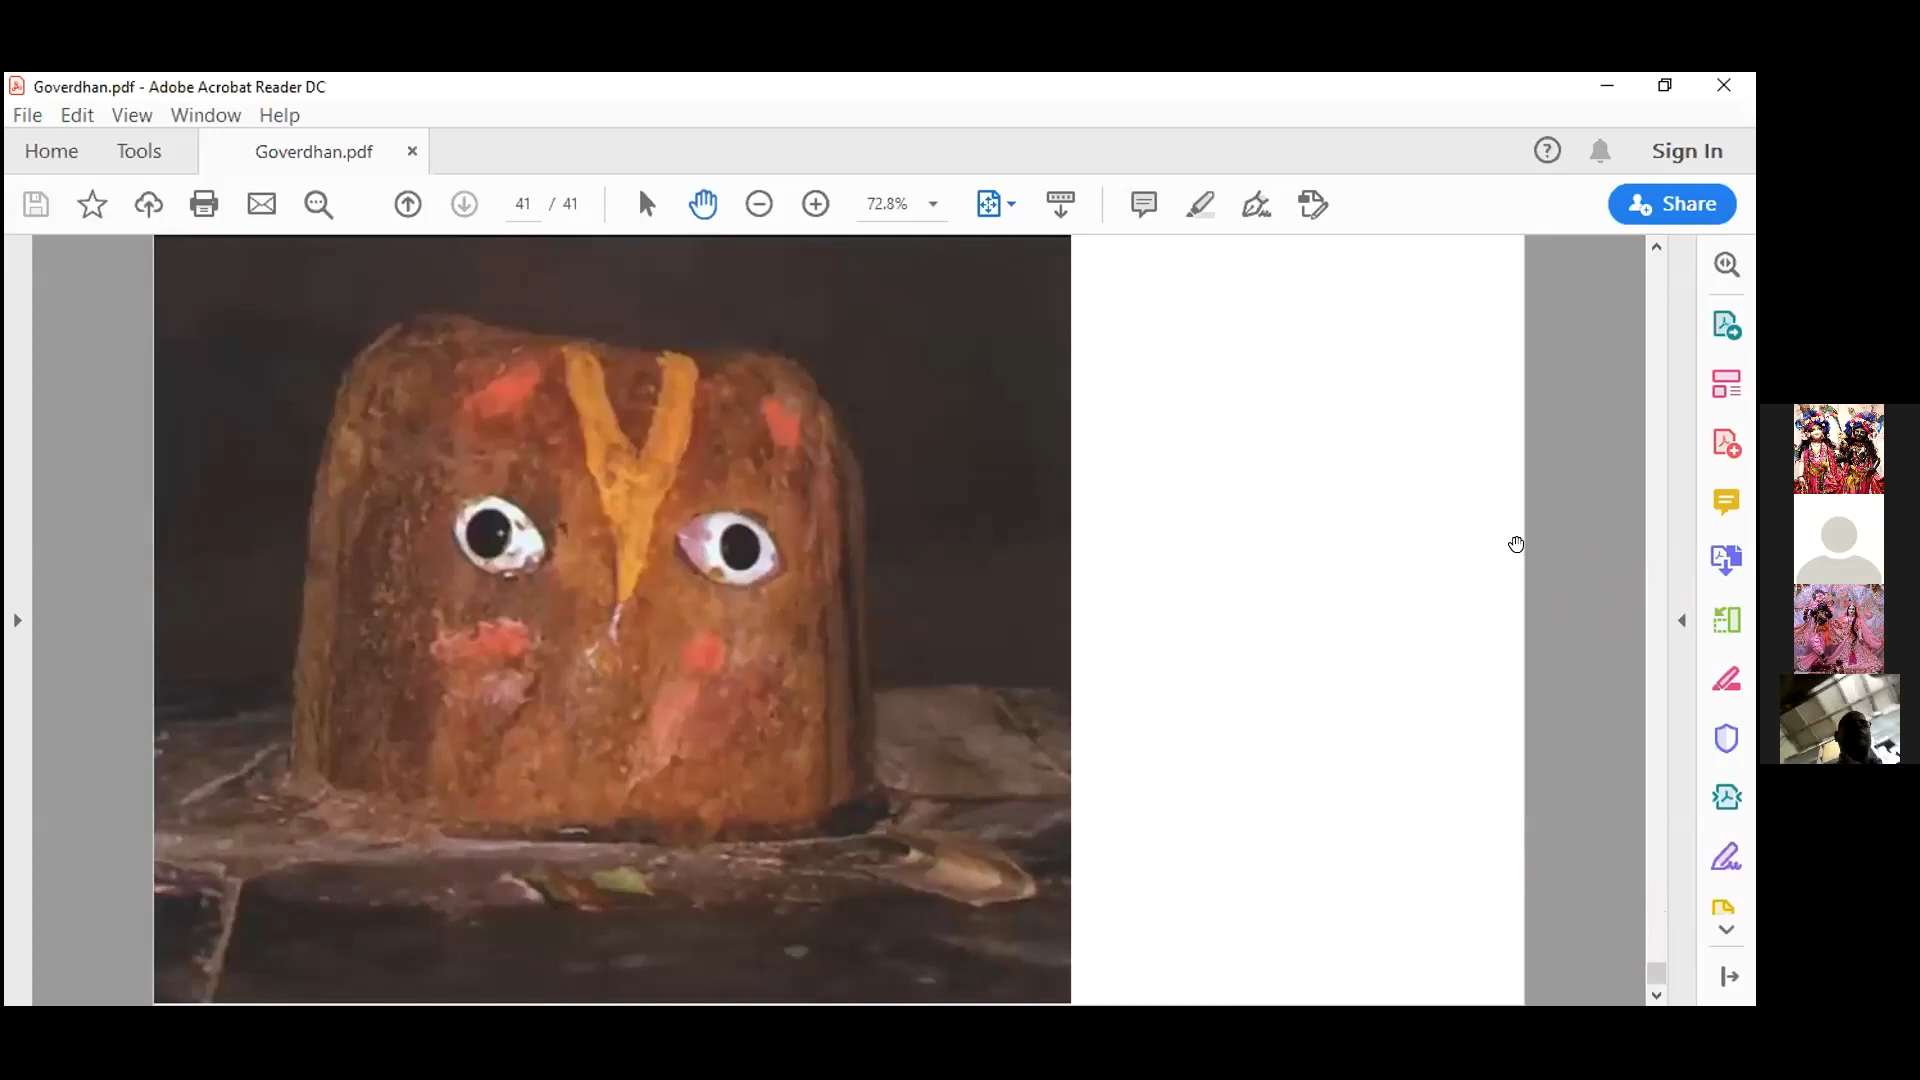 Goverdhan.pdf - Adobe Acrobat Reader DC
File Edit View Window Help
Home Tools Goverdhan.pdf Sign In
41 / 41 72.8% Share